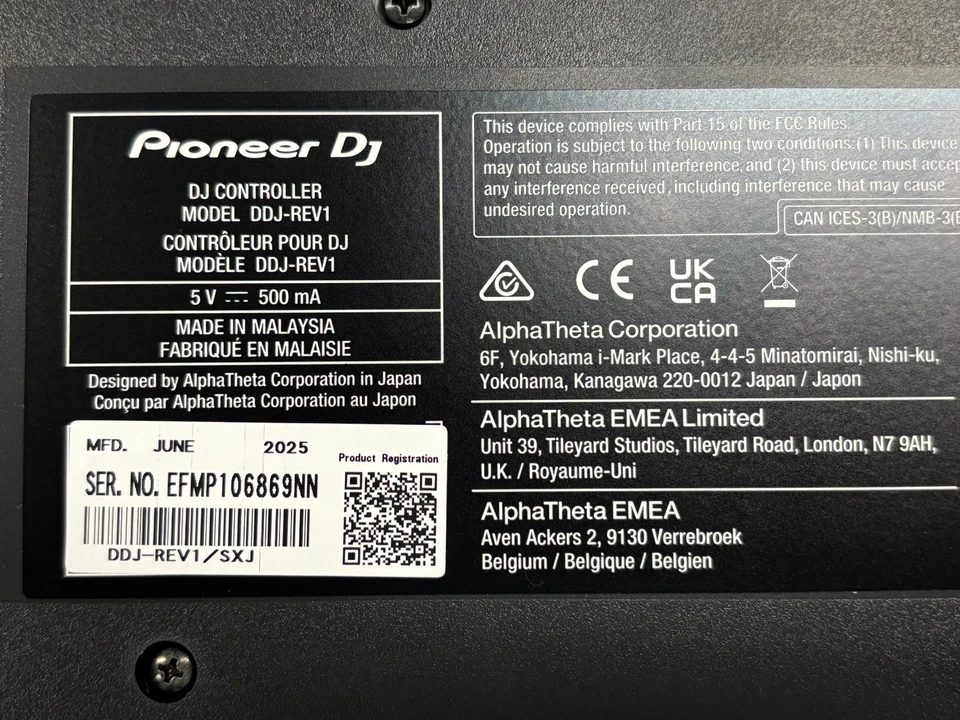 Pioneer Dj
DJ CONTROLLER
MODEL DDJ-REV1
CONTRÔLEUR POUR DJ
MODÈLE DDJ-REV1
5 V ⎓ 500 mA
MADE IN MALAYSIA
FABRIQUÉ EN MALAISIE
Designed by AlphaTheta Corporation in Japan
Conçu par AlphaTheta Corporation au Japon
MFD. JUNE 2025
Product Registration
SER. NO. EFMP106869NN
DDJ-REV1/SXJ
This device complies with Part 15 of the FCC Rules.
Operation is subject to the following two conditions:(1) This device
may not cause harmful interference, and (2) this device must accep
any interference received, including interference that may cause
undesired operation.
CAN ICES-3(B)/NMB-3(B
CE
UK
CA
AlphaTheta Corporation
6F, Yokohama i-Mark Place, 4-4-5 Minatomirai, Nishi-ku,
Yokohama, Kanagawa 220-0012 Japan / Japon
AlphaTheta EMEA Limited
Unit 39, Tileyard Studios, Tileyard Road, London, N7 9AH,
U.K. / Royaume-Uni
AlphaTheta EMEA
Aven Ackers 2, 9130 Verrebroek
Belgium / Belgique / Belgien